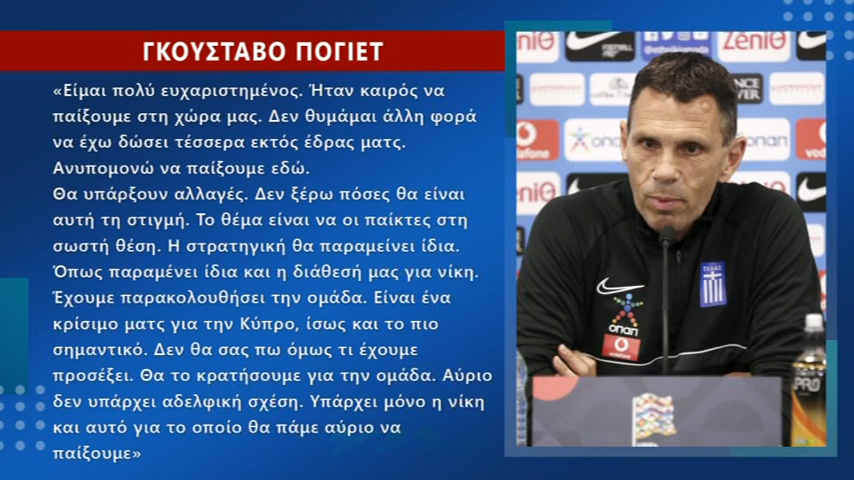 ΓΚΟΥΣΤΑΒΟ ΠΟΓΙΕΤ
«Είμαι πολύ ευχαριστημένος. Ήταν καιρός να
παίξουμε στη χώρα μας. Δεν θυμάμαι άλλη φορά
να έχω δώσει τέσσερα εκτός έδρας ματς.
Ανυπομονώ να παίξουμε εδώ.
Θα υπάρξουν αλλαγές. Δεν ξέρω πόσες θα είναι
αυτή τη στιγμή. Το θέμα είναι να οι παίκτες στη
σωστή θέση. Η στρατηγική θα παραμείνει ίδια.
Όπως παραμένει ίδια και η διάθεσή μας για νίκη.
Έχουμε παρακολουθήσει την ομάδα. Είναι ένα
κρίσιμο ματς για την Κύπρο, ίσως και το πιο
σημαντικό. Δεν θα σας πω όμως τι έχουμε
προσέξει. Θα το κρατήσουμε για την ομάδα. Αύριο
δεν υπάρχει αδελφική σχέση. Υπάρχει μόνο η νίκη
και αυτό για το οποίο θα πάμε αύριο να
παίξουμε»
ΕΛΛΑΣ
οπαπ
vodafone